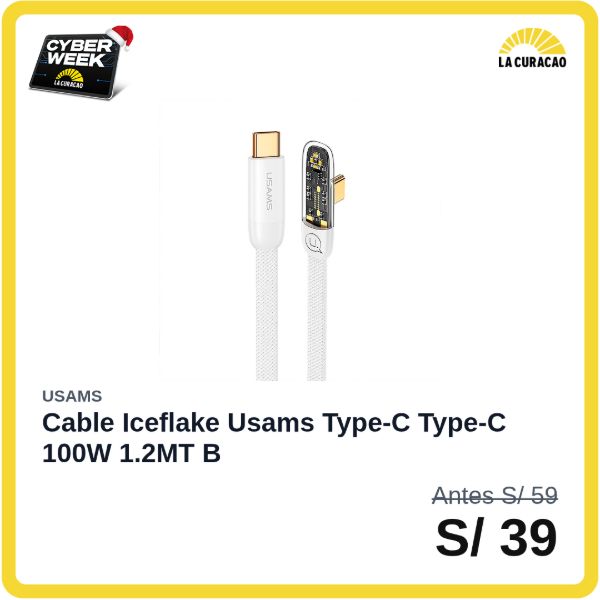 CYBER
WEEK
LA CURACAO
LA CURACAO
USAMS
USAMS
Cable Iceflake Usams Type-C Type-C
100W 1.2MT B
Antes S/ 59
S/ 39